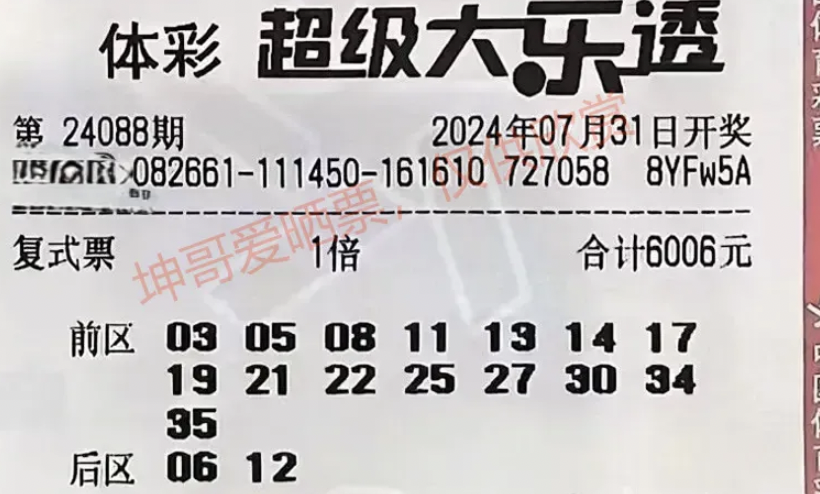 体彩 超级大乐透
第 24088期 2024年07月31日开奖
082661-111450-161610 727058 8YFw5A
复式票 1倍 合计6006元
坤哥爱晒票，仅供欣赏
前区 03 05 08 11 13 14 17
19 21 22 25 27 30 34
35
后区 06 12